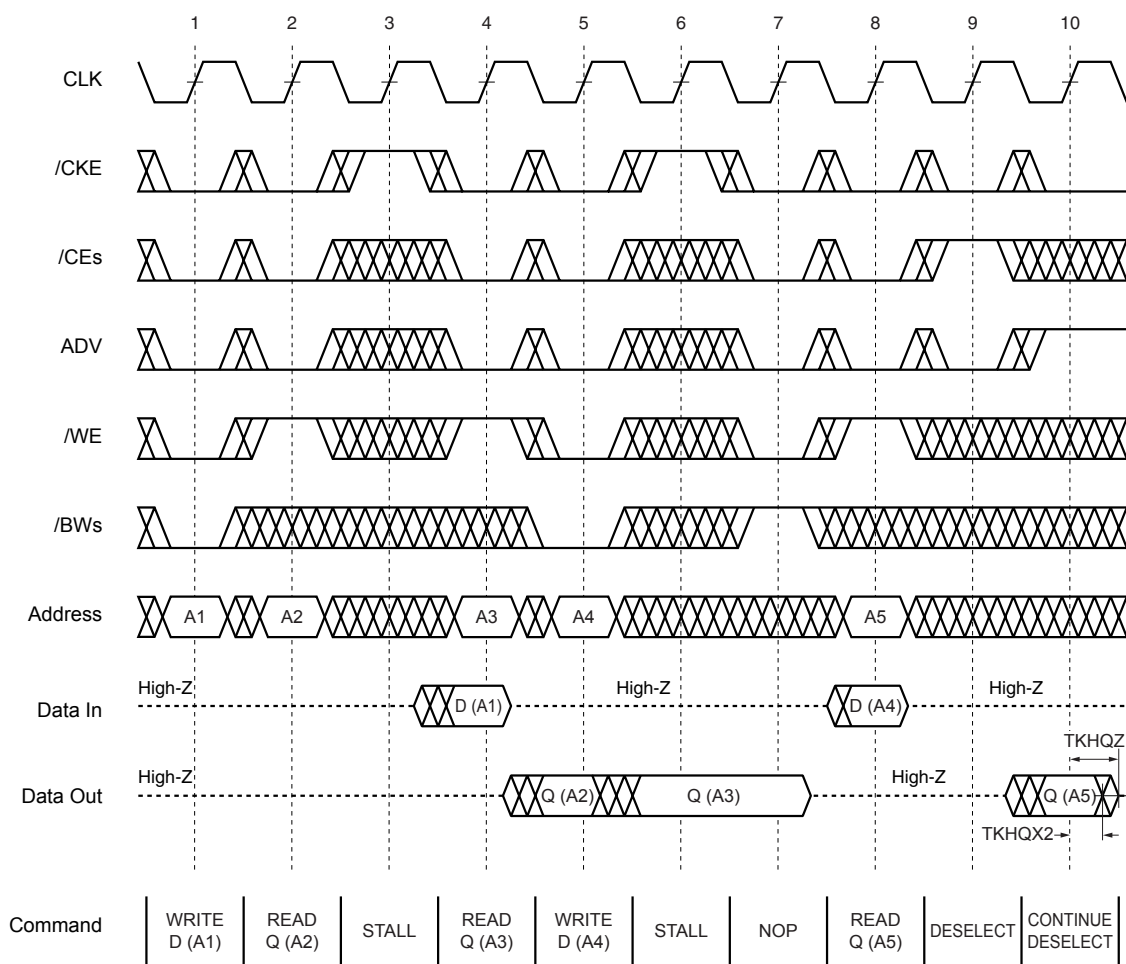 1 2 3 4 5 6 7 8 9 10
CLK
/CKE
/CEs
ADV
/WE
/BWs
Address A1 A2 A3 A4 A5
High-Z High-Z High-Z
Data In D (A1) D (A4)
TKHQZ
High-Z High-Z
Data Out Q (A2) Q (A3) Q (A5)
TKHQX2
Command
WRITE D (A1)
READ Q (A2)
STALL
READ Q (A3)
WRITE D (A4)
STALL
NOP
READ Q (A5)
DESELECT
CONTINUE DESELECT